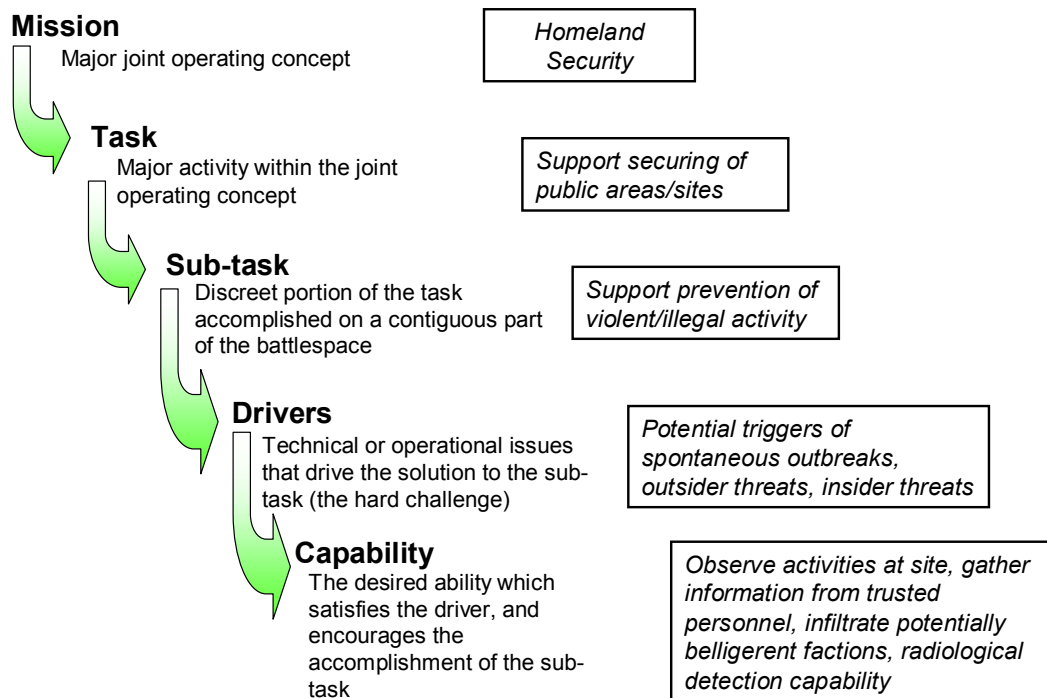 Mission
Major joint operating concept
Homeland
Security
Task
Major activity within the joint
operating concept
Support securing of
public areas/sites
Sub-task
Discreet portion of the task
accomplished on a contiguous part
of the battlespace
Support prevention of
violent/illegal activity
Drivers
Technical or operational issues
that drive the solution to the sub-
task (the hard challenge)
Potential triggers of
spontaneous outbreaks,
outsider threats, insider threats
Capability
The desired ability which
satisfies the driver, and
encourages the
accomplishment of the sub-
task
Observe activities at site, gather
information from trusted
personnel, infiltrate potentially
belligerent factions, radiological
detection capability